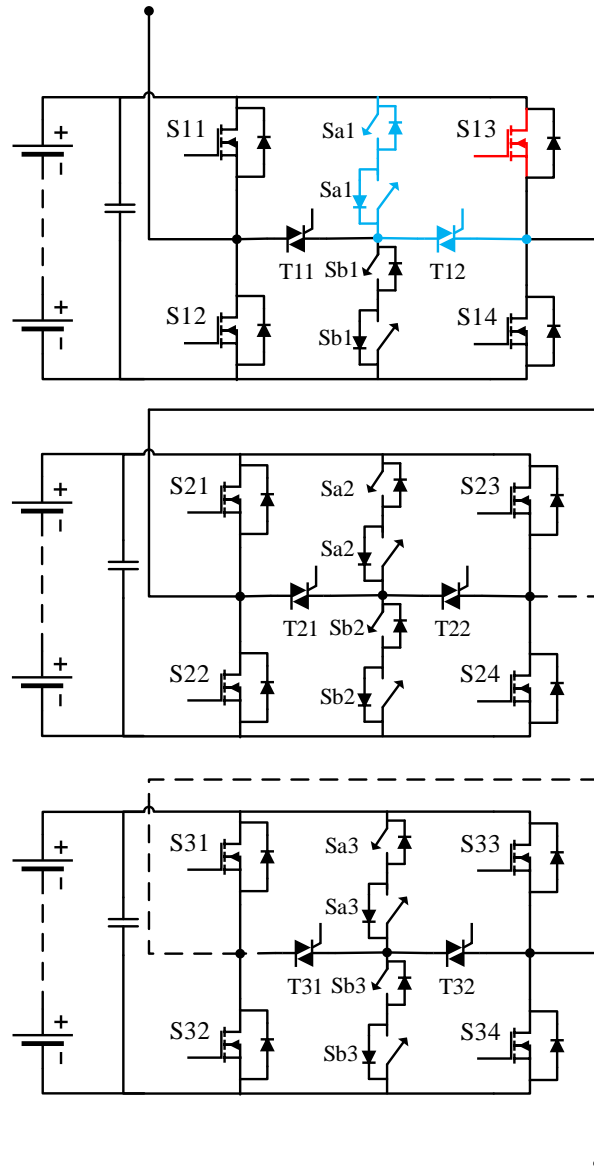 S11
Sa1
S13
Sa1
T11
Sb1
T12
S12
Sb1
S14
S21
Sa2
S23
Sa2
T21
Sb2
T22
S22
Sb2
S24
S31
Sa3
S33
Sa3
T31
Sb3
T32
S32
Sb3
S34